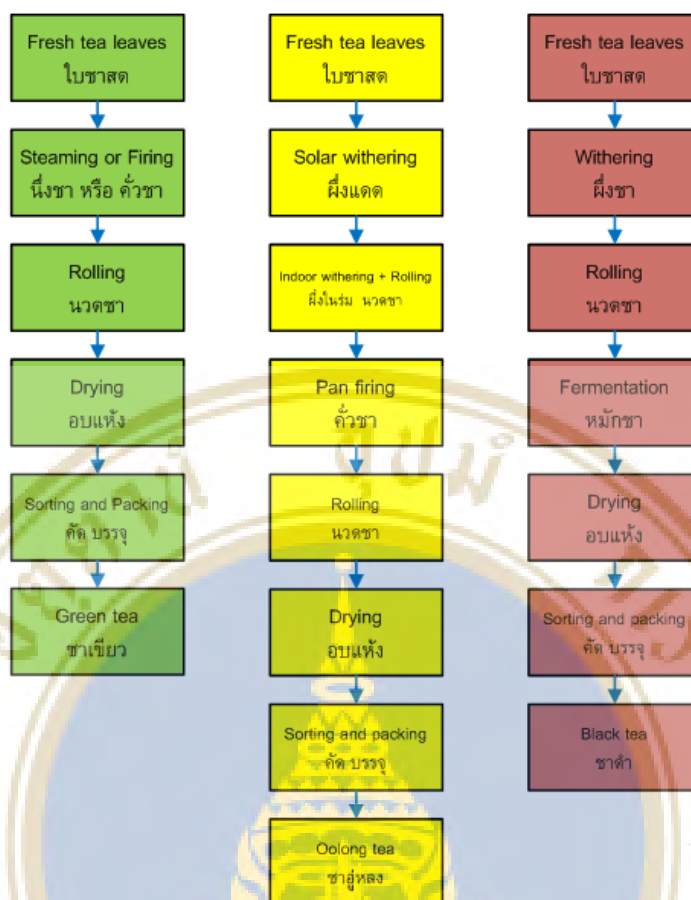 Fresh tea leaves
ใบชาสด
Steaming or Firing
นึ่งชา หรือ คั่วชา
Rolling
นวดชา
Drying
อบแห้ง
Sorting and Packing
คัด บรรจุ
Green tea
ชาเขียว
Fresh tea leaves
ใบชาสด
Solar withering
ผึ่งแดด
Indoor withering + Rolling
ผึ่งในร่ม นวดชา
Pan firing
คั่วชา
Rolling
นวดชา
Drying
อบแห้ง
Sorting and packing
คัด บรรจุ
Oolong tea
ชาอู่หลง
Fresh tea leaves
ใบชาสด
Withering
ผึ่งชา
Rolling
นวดชา
Fermentation
หมักชา
Drying
อบแห้ง
Sorting and packing
คัด บรรจุ
Black tea
ชาดำ